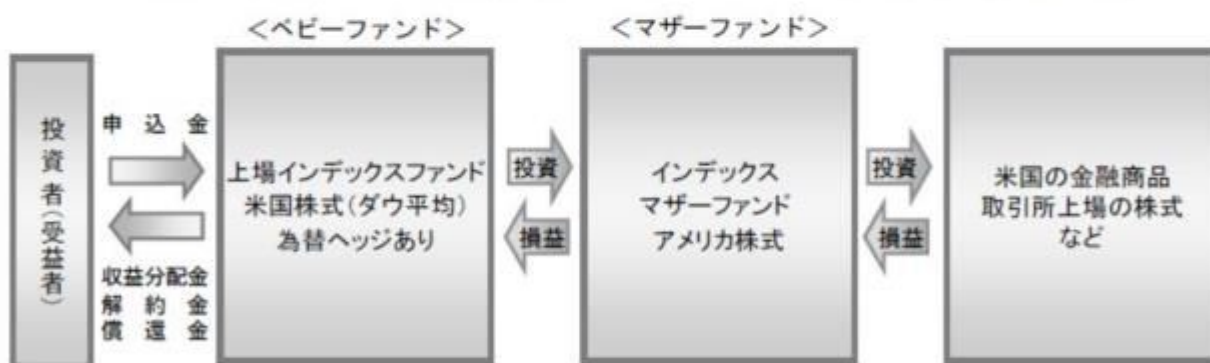 ＜ベビーファンド＞
＜マザーファンド＞
投資者(受益者)
申込金
収益分配金
解約金
償還金
上場インデックスファンド
米国株式(ダウ平均)
為替ヘッジあり
投資
損益
インデックス
マザーファンド
アメリカ株式
投資
損益
米国の金融商品
取引所上場の株式
など